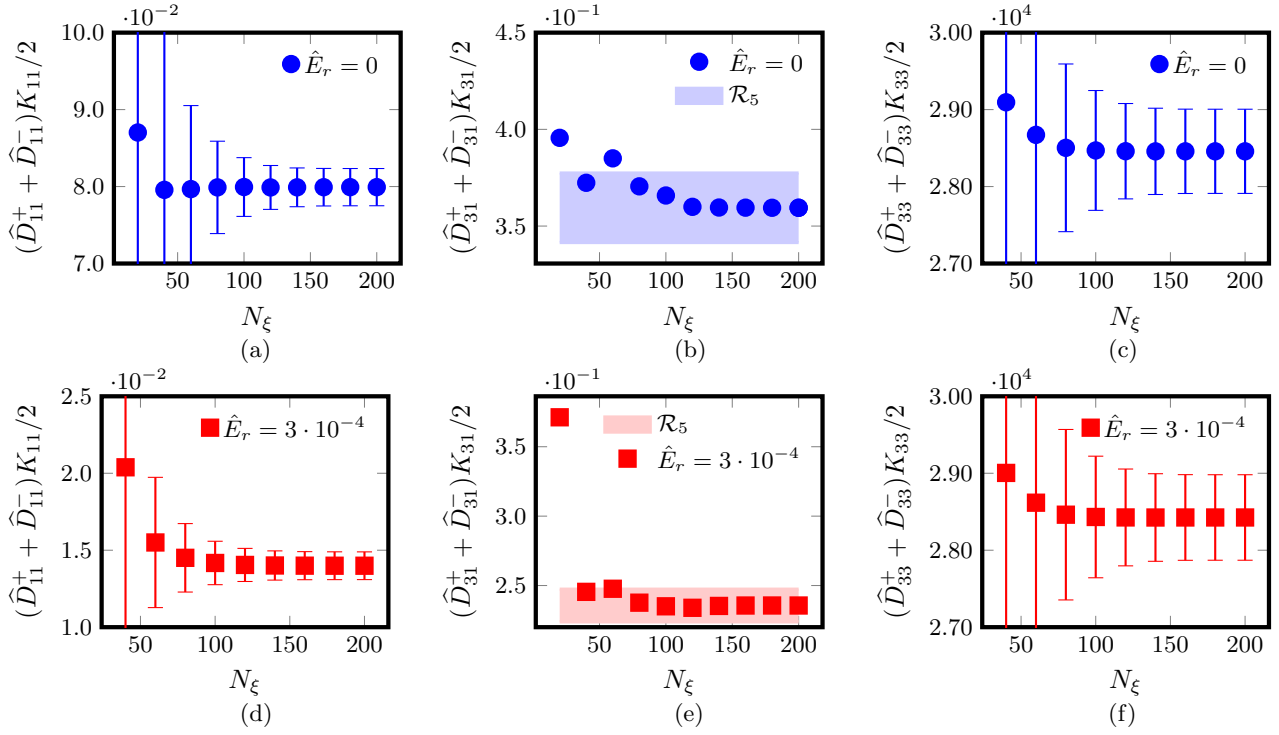 ·10⁻²
(D̂₁₁⁺ + D̂₁₁⁻)K₁₁/2
10.0
9.0
8.0
7.0
Ê_r = 0
50 100 150 200
N_ξ
(a)
·10⁻¹
(D̂₃₁⁺ + D̂₃₁⁻)K₃₁/2
4.5
4.0
3.5
Ê_r = 0
ℛ₅
50 100 150 200
N_ξ
(b)
·10⁴
(D̂₃₃⁺ + D̂₃₃⁻)K₃₃/2
3.00
2.90
2.80
2.70
Ê_r = 0
50 100 150 200
N_ξ
(c)
·10⁻²
(D̂₁₁⁺ + D̂₁₁⁻)K₁₁/2
2.5
2.0
1.5
1.0
Ê_r = 3 · 10⁻⁴
50 100 150 200
N_ξ
(d)
·10⁻¹
(D̂₃₁⁺ + D̂₃₁⁻)K₃₁/2
3.5
2.5
ℛ₅
Ê_r = 3 · 10⁻⁴
50 100 150 200
N_ξ
(e)
·10⁴
(D̂₃₃⁺ + D̂₃₃⁻)K₃₃/2
3.00
2.90
2.80
2.70
Ê_r = 3 · 10⁻⁴
50 100 150 200
N_ξ
(f)